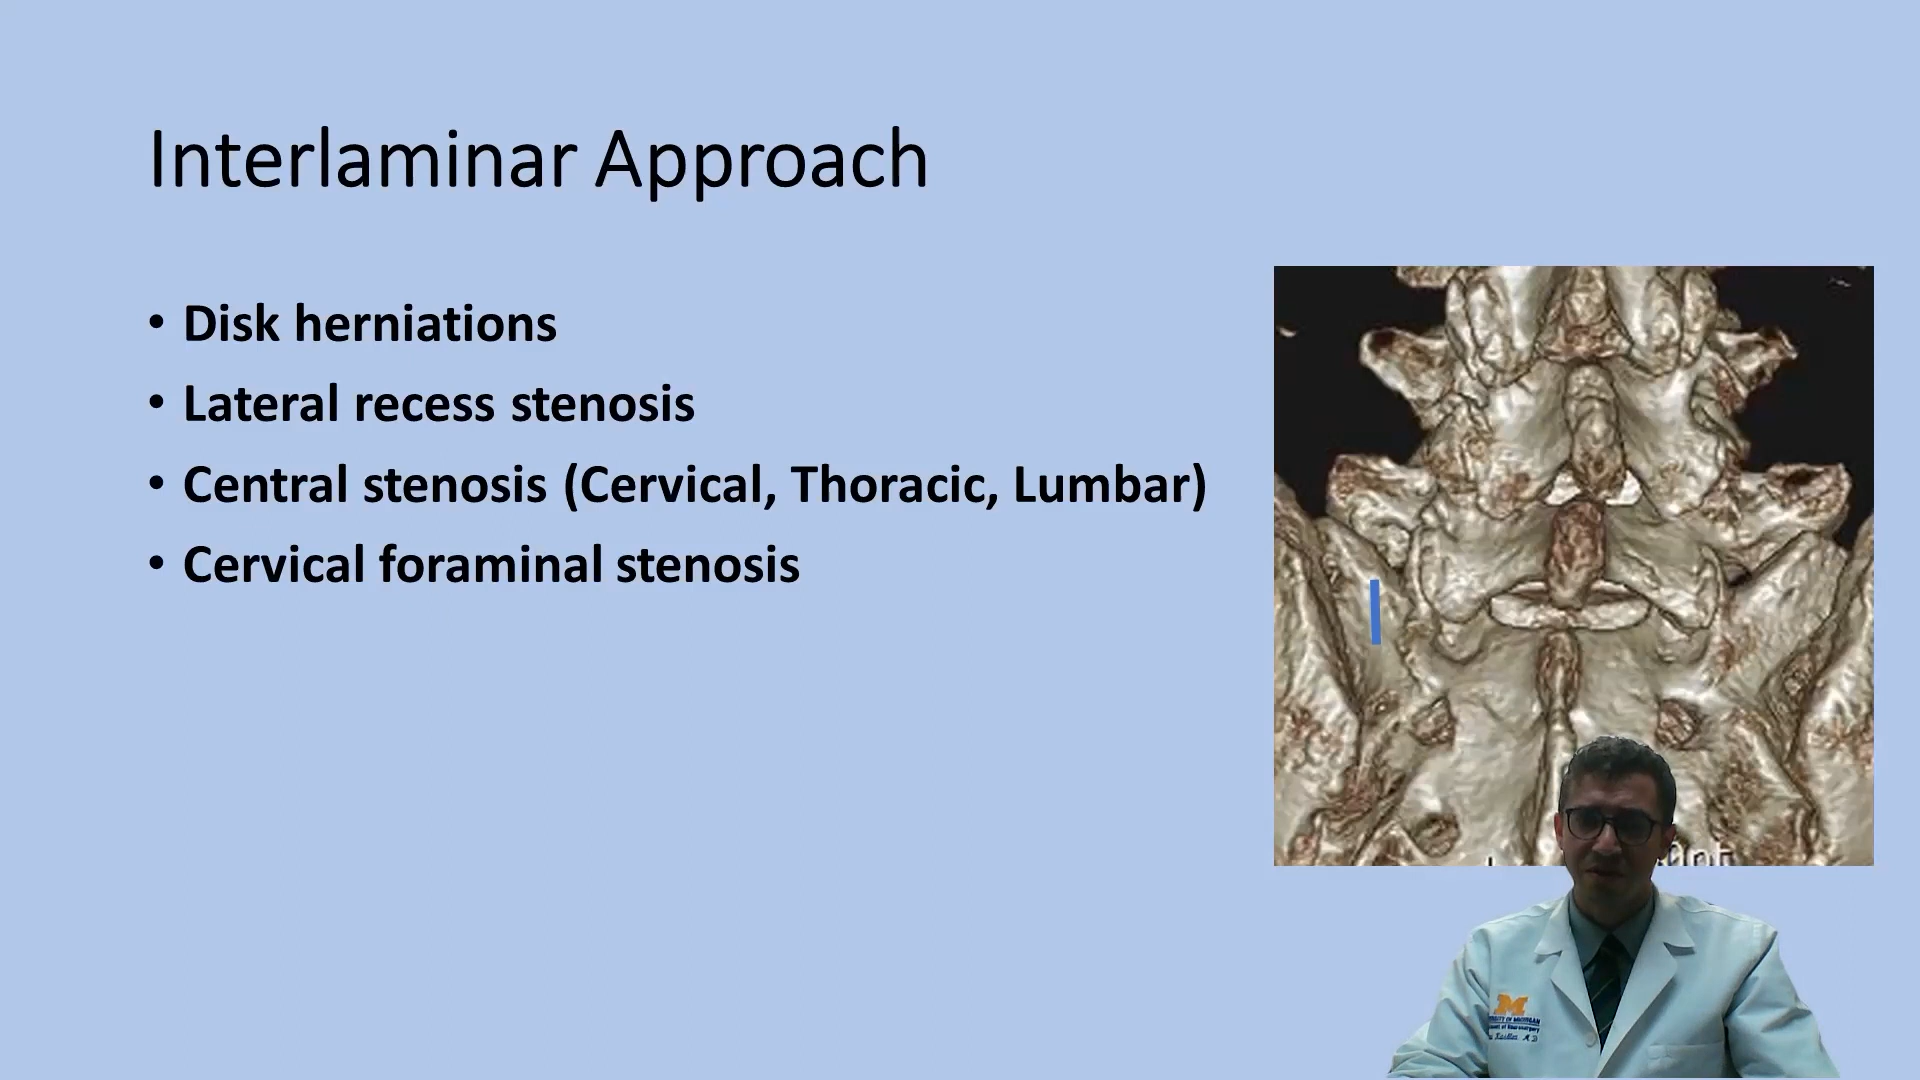 Interlaminar Approach
• Disk herniations
• Lateral recess stenosis
• Central stenosis (Cervical, Thoracic, Lumbar)
• Cervical foraminal stenosis
M